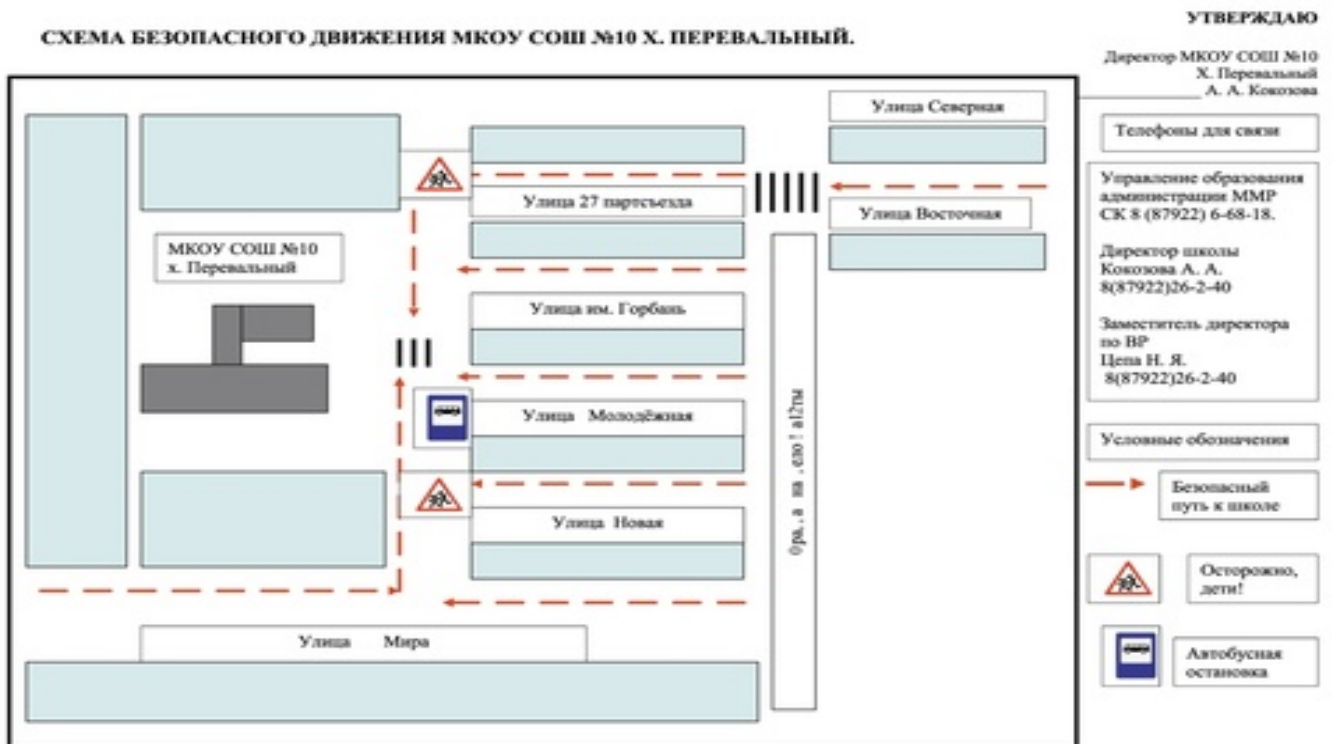 УТВЕРЖДАЮ
СХЕМА БЕЗОПАСНОГО ДВИЖЕНИЯ МКОУ СОШ №10 Х. ПЕРЕВАЛЬНЫЙ.
Директор МКОУ СОШ №10
Х. Перевальный
А. А. Кокозова
Улица Северная
Улица 27 партсъезда
Улица Восточная
МКОУ СОШ №10
х. Перевальный
Улица им. Горбань
Улица Молодёжная
Улица Новая
Улица Мира
Телефоны для связи
Управление образования
администрации ММР
СК 8 (87922) 6-68-18.
Директор школы
Кокозова А. А.
8(87922)26-2-40
Заместитель директора
по ВР
Цепа Н. Я.
8(87922)26-2-40
Условные обозначения
Безопасный
путь к школе
Осторожно,
дети!
Автобусная
остановка